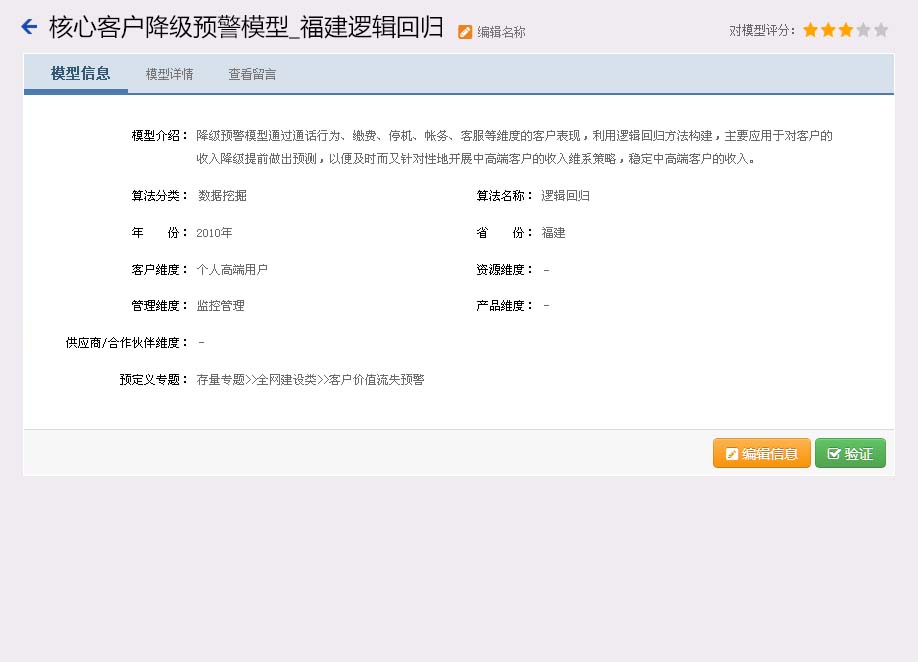 核心客户降级预警模型_福建逻辑回归 编辑名称 对模型评分：
模型信息 模型详情 查看留言
模型介绍： 降级预警模型通过通话行为、缴费、停机、帐务、客服等维度的客户表现，利用逻辑回归方法构建，主要应用于对客户的
收入降级提前做出预测，以便及时而又针对性地开展中高端客户的收入维系策略，稳定中高端客户的收入。
算法分类： 数据挖掘 算法名称： 逻辑回归
年 份： 2010年 省 份： 福建
客户维度： 个人高端用户 资源维度： -
管理维度： 监控管理 产品维度： -
供应商/合作伙伴维度： -
预定义专题： 存量专题>>全网建设类>>客户价值流失预警
编辑信息 验证